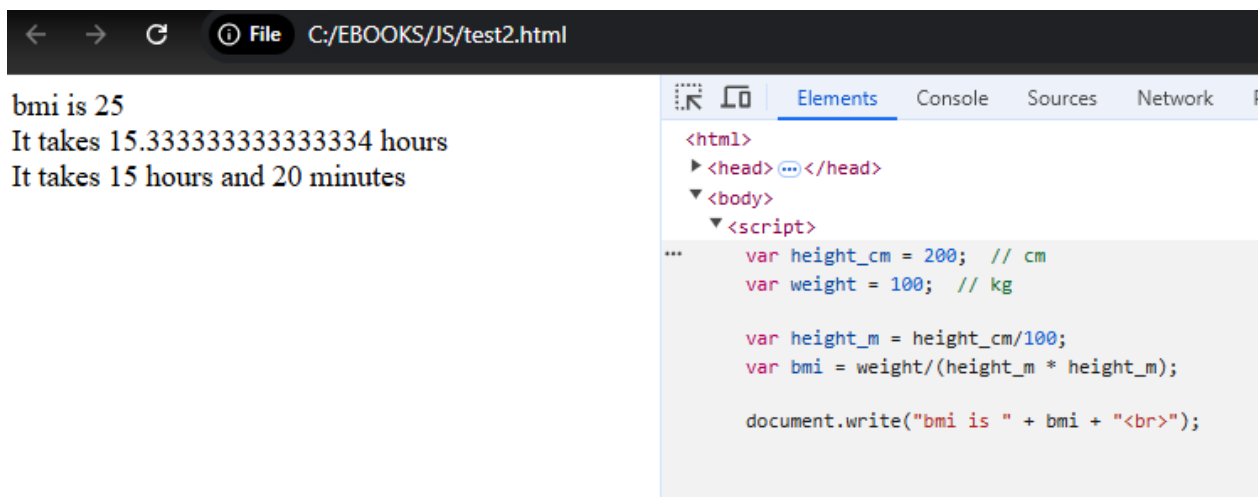 File C:/EBOOKS/JS/test2.html
bmi is 25
It takes 15.333333333333334 hours
It takes 15 hours and 20 minutes
Elements Console Sources Network
<html>
<head> </head>
<body>
<script>
var height_cm = 200; // cm
var weight = 100; // kg
var height_m = height_cm/100;
var bmi = weight/(height_m * height_m);
document.write("bmi is " + bmi + "<br>");